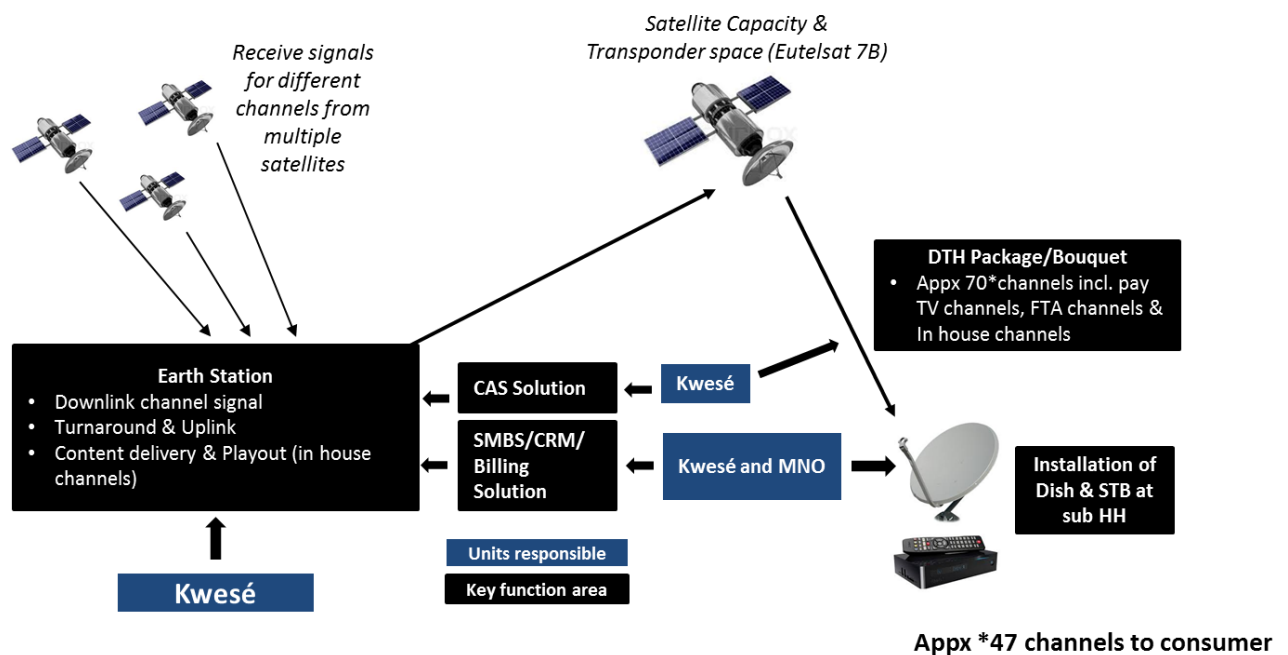 Receive signals
for different
channels from
multiple
satellites
Satellite Capacity &
Transponder space (Eutelsat 7B)
DTH Package/Bouquet
• Appx 70*channels incl. pay
TV channels, FTA channels &
In house channels
Earth Station
• Downlink channel signal
• Turnaround & Uplink
• Content delivery & Playout (in house
channels)
CAS Solution
Kwesé
SMBS/CRM/
Billing
Solution
Kwesé and MNO
Installation of
Dish & STB at
sub HH
Units responsible
Key function area
Kwesé
Appx *47 channels to consumer